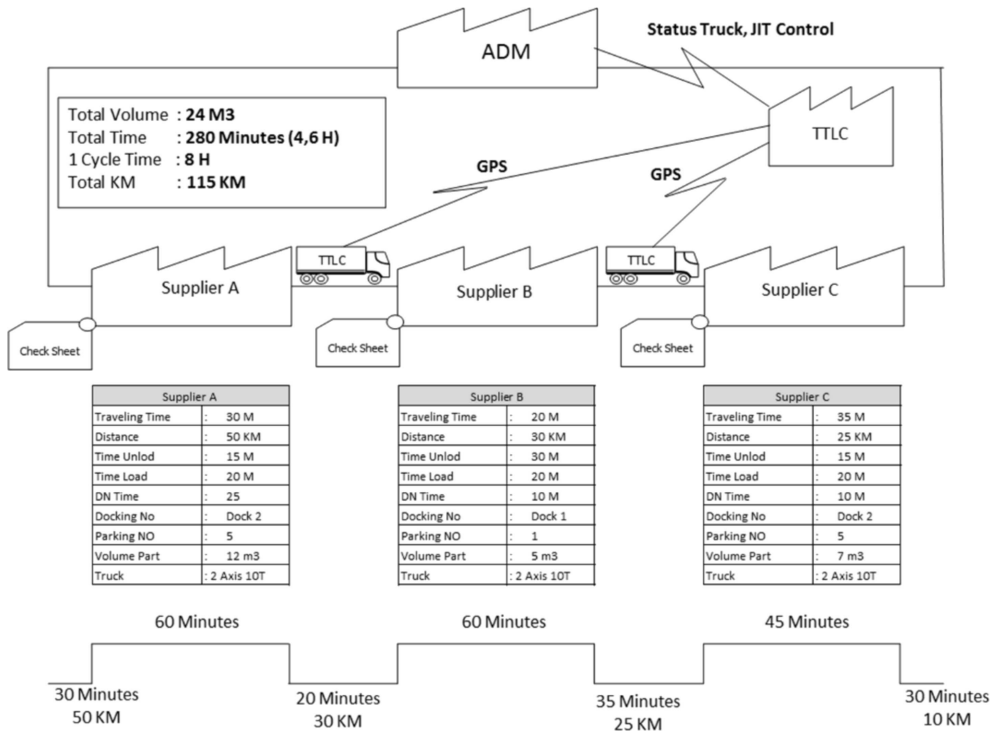 ADM
Status Truck, JIT Control
Total Volume : 24 M3
Total Time : 280 Minutes (4,6 H)
1 Cycle Time : 8 H
Total KM : 115 KM
TTLC
GPS
GPS
TTLC
TTLC
Supplier A
Supplier B
Supplier C
Check Sheet
Check Sheet
Check Sheet
Supplier A
Traveling Time : 30 M
Distance : 50 KM
Time Unlod : 15 M
Time Load : 20 M
DN Time : 25
Docking No : Dock 2
Parking NO : 5
Volume Part : 12 m3
Truck : 2 Axis 10T
Supplier B
Traveling Time : 20 M
Distance : 30 KM
Time Unlod : 30 M
Time Load : 20 M
DN Time : 10 M
Docking No : Dock 1
Parking NO : 1
Volume Part : 5 m3
Truck : 2 Axis 10T
Supplier C
Traveling Time : 35 M
Distance : 25 KM
Time Unlod : 15 M
Time Load : 20 M
DN Time : 10 M
Docking No : Dock 2
Parking NO : 5
Volume Part : 7 m3
Truck : 2 Axis 10T
60 Minutes
60 Minutes
45 Minutes
30 Minutes
50 KM
20 Minutes
30 KM
35 Minutes
25 KM
30 Minutes
10 KM